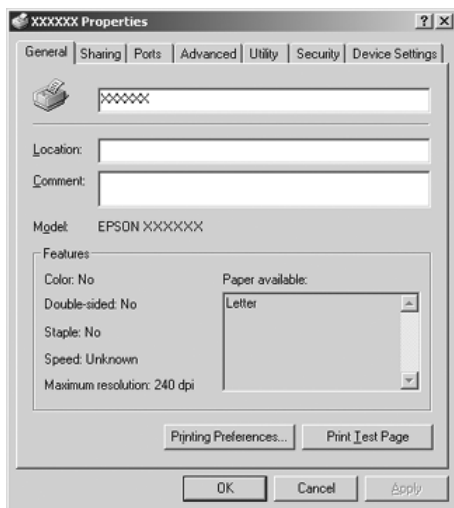 XXXXXX Properties
General Sharing Ports Advanced Utility Security Device Settings
XXXXXX
Location:
Comment:
Model: EPSON XXXXXX
Features
Color: No
Paper available:
Double-sided: No
Letter
Staple: No
Speed: Unknown
Maximum resolution: 240 dpi
Printing Preferences... Print Test Page
OK Cancel Apply